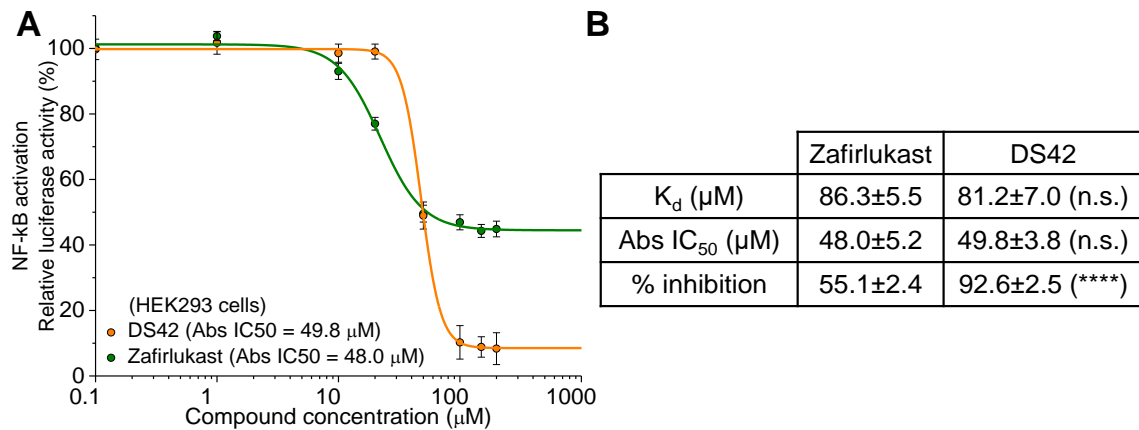 A
B
NF-kB activation
Relative luciferase activity (%)
100
80
60
40
20
0
(HEK293 cells)
DS42 (Abs IC50 = 49.8 μM)
Zafirlukast (Abs IC50 = 48.0 μM)
0.1 1 10 100 1000
Compound concentration (μM)
Zafirlukast DS42
Kd (μM) 86.3±5.5 81.2±7.0 (n.s.)
Abs IC50 (μM) 48.0±5.2 49.8±3.8 (n.s.)
% inhibition 55.1±2.4 92.6±2.5 (****)